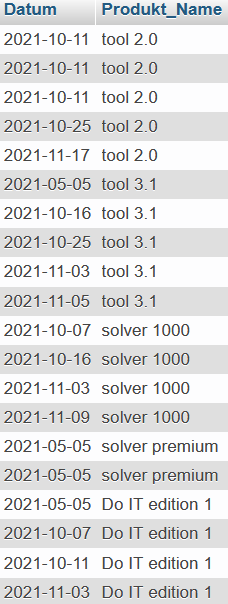 Datum Produkt_Name
2021-10-11 tool 2.0
2021-10-11 tool 2.0
2021-10-11 tool 2.0
2021-10-25 tool 2.0
2021-11-17 tool 2.0
2021-05-05 tool 3.1
2021-10-16 tool 3.1
2021-10-25 tool 3.1
2021-11-03 tool 3.1
2021-11-05 tool 3.1
2021-10-07 solver 1000
2021-10-16 solver 1000
2021-11-03 solver 1000
2021-11-09 solver 1000
2021-05-05 solver premium
2021-05-05 solver premium
2021-05-05 Do IT edition 1
2021-10-07 Do IT edition 1
2021-10-11 Do IT edition 1
2021-11-03 Do IT edition 1